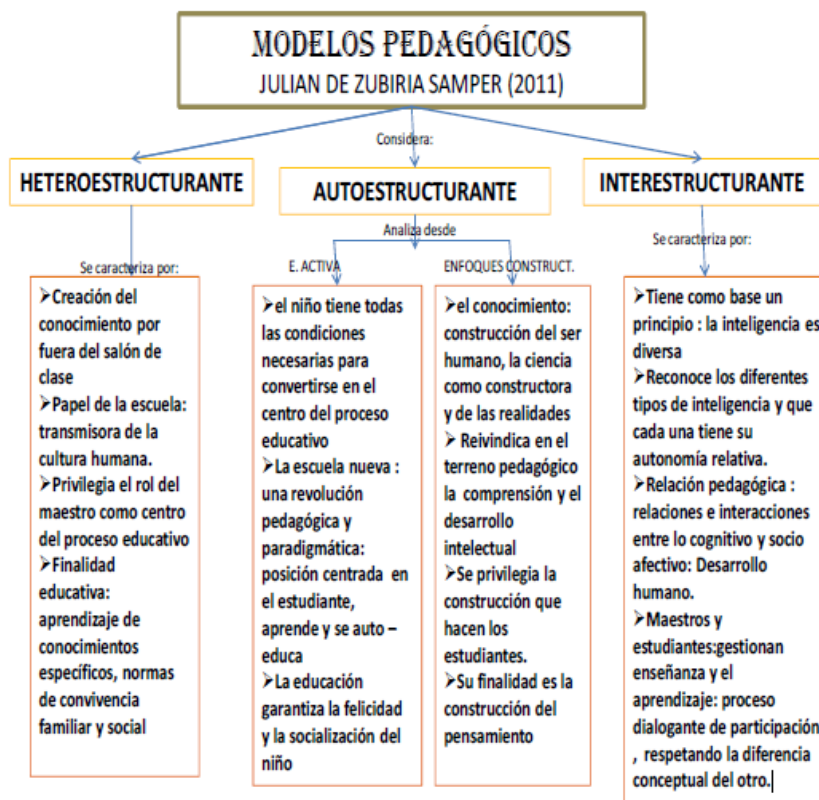 MODELOS PEDAGÓGICOS
JULIAN DE ZUBIRIA SAMPER (2011)
Considera:
HETEROESTRUCTURANTE
AUTOESTRUCTURANTE
INTERESTRUCTURANTE
Se caracteriza por:
➢Creación del
conocimiento por
fuera del salón de
clase
➢Papel de la escuela:
transmisora de la
cultura humana.
➢Privilegia el rol del
maestro como centro
del proceso educativo
➢Finalidad
educativa:
aprendizaje de
conocimientos
específicos, normas
de convivencia
familiar y social
Analiza desde
E. ACTIVA
➢el niño tiene todas
las condiciones
necesarias para
convertirse en el
centro del proceso
educativo
➢La escuela nueva :
una revolución
pedagógica y
paradigmática:
posición centrada en
el estudiante,
aprende y se auto –
educa
➢La educación
garantiza la felicidad
y la socialización del
niño
ENFOQUES CONSTRUCT.
➢el conocimiento:
construcción del ser
humano, la ciencia
como constructora
y de las realidades
➢ Reivindica en el
terreno pedagógico
la comprensión y el
desarrollo
intelectual
➢Se privilegia la
construcción que
hacen los
estudiantes.
➢Su finalidad es la
construcción del
pensamiento
Se caracteriza por:
➢Tiene como base un
principio : la inteligencia es
diversa
➢Reconoce los diferentes
tipos de inteligencia y que
cada una tiene su
autonomía relativa.
➢Relación pedagógica :
relaciones e interacciones
entre lo cognitivo y socio
afectivo: Desarrollo
humano.
➢Maestros y
estudiantes:gestionan
enseñanza y el
aprendizaje: proceso
dialogante de participación
, respetando la diferencia
conceptual del otro.